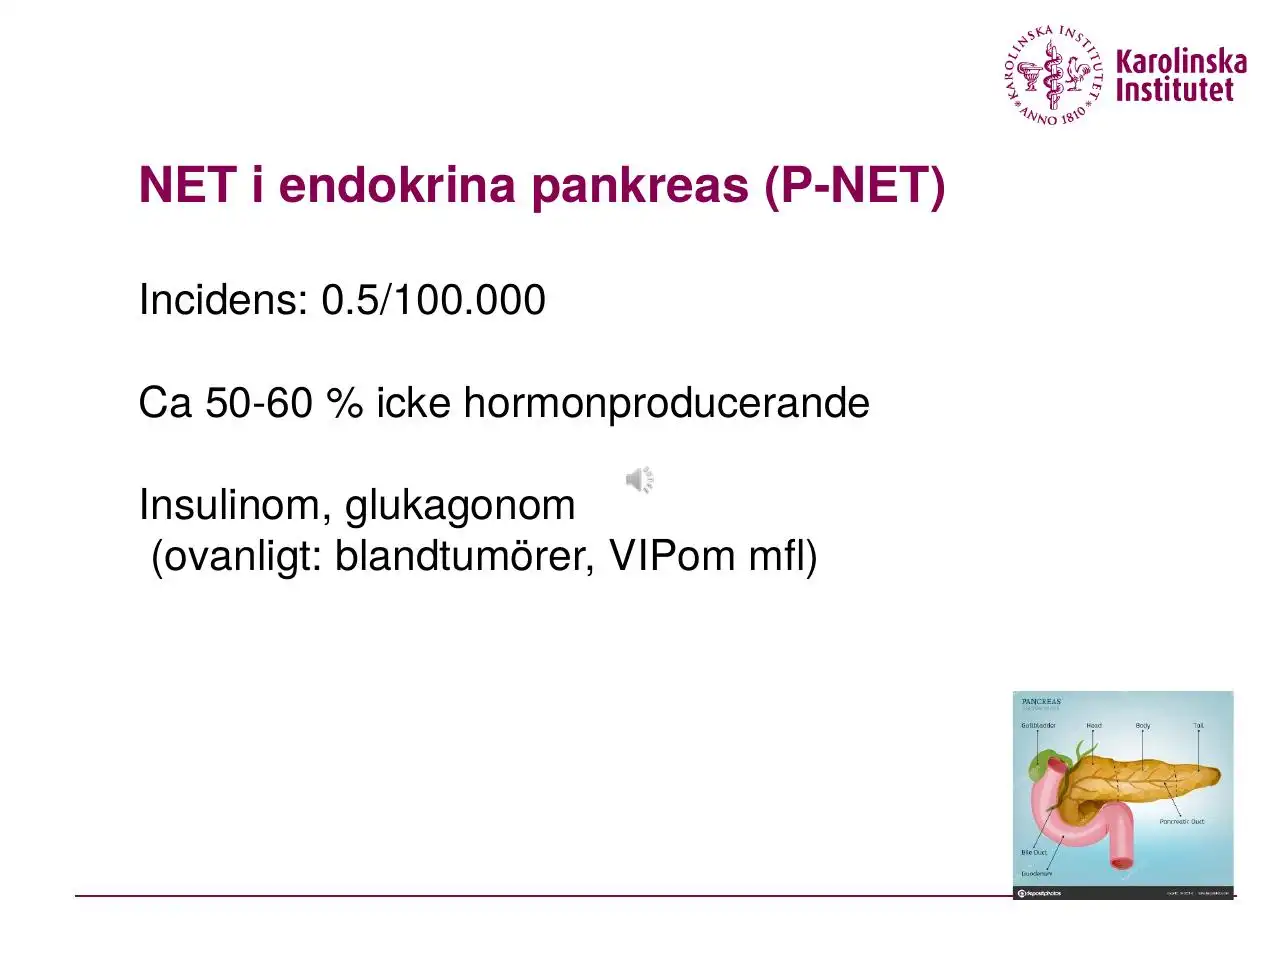 KAROLINSKA INSTITUTET
ANNO 1810
Karolinska
Institutet
NET i endokrina pankreas (P-NET)
Incidens: 0.5/100.000
Ca 50-60 % icke hormonproducerande
Insulinom, glukagonom
(ovanligt: blandtumörer, VIPom mfl)
PANCREAS
Gallbladder Head Body Tail
Pancreatic Duct
Bile Duct
Duodenum
depositphotos